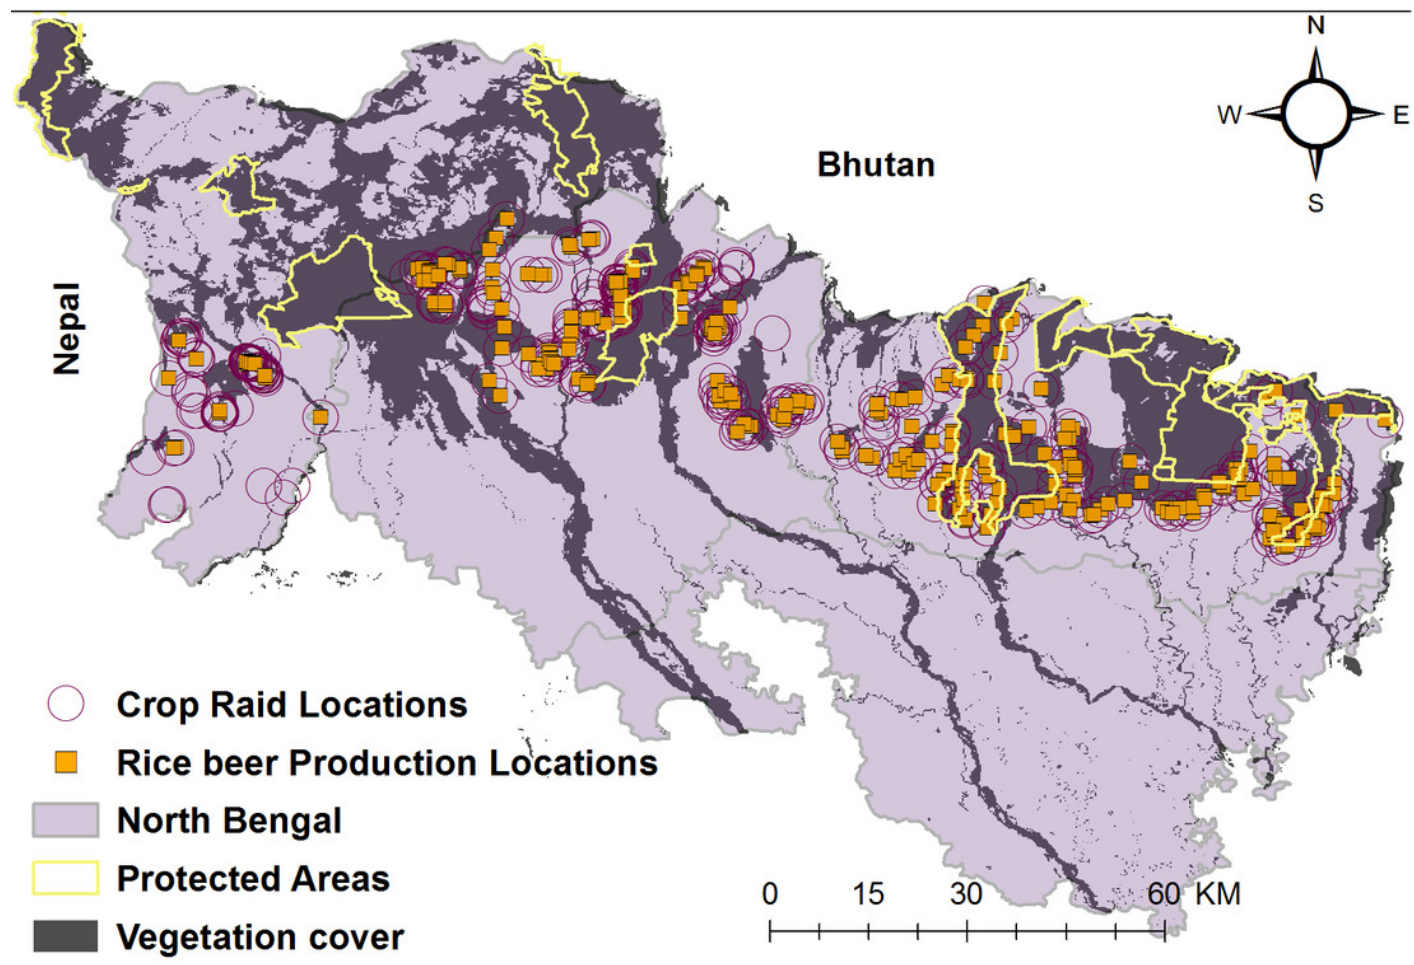 N
W E
S
Bhutan
Nepal
Crop Raid Locations
Rice beer Production Locations
North Bengal
Protected Areas
Vegetation cover
0 15 30 60 KM